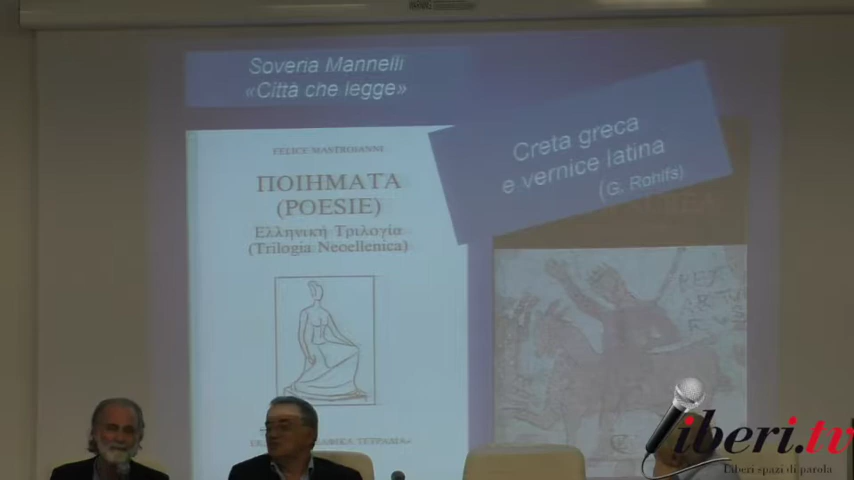 Soveria Mannelli
«Città che legge»
FELICE MASTROIANNI
ΠΟΙΗΜΑΤΑ
(POESIE)
Ελληνική Τριλογία
(Trilogia Neoellenica)
Creta greca
e vernice latina
(G. Rohlfs)
liberi.tv
Liberi spazi di parola